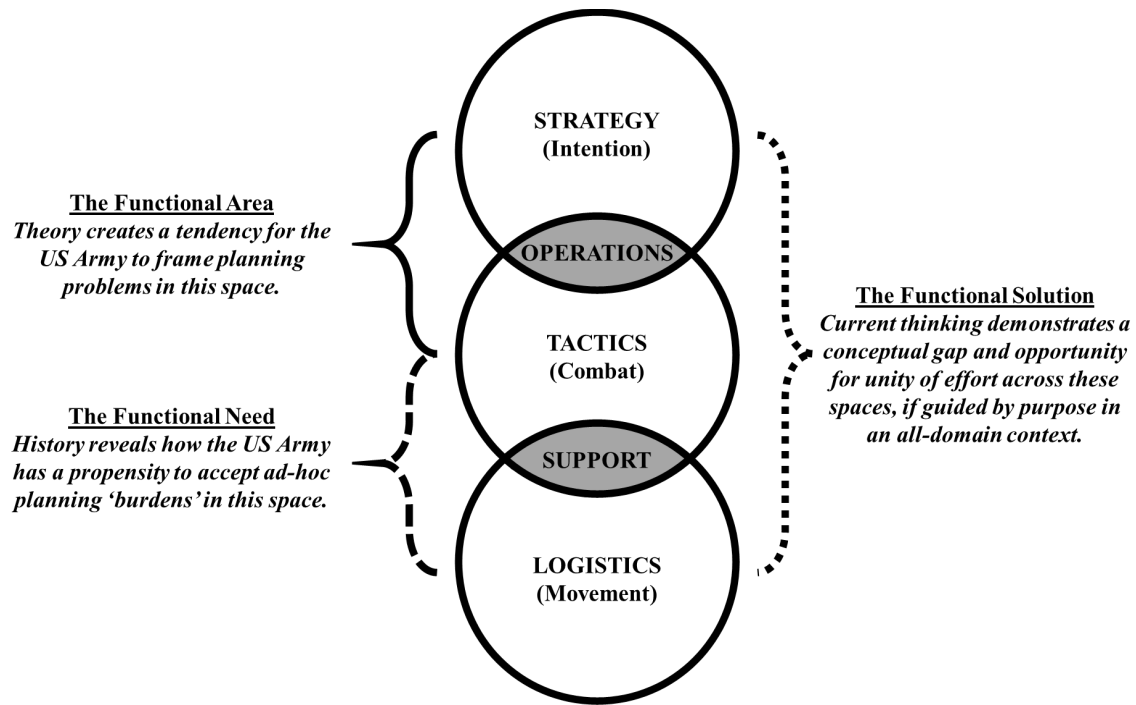 STRATEGY
(Intention)
The Functional Area
Theory creates a tendency for the
US Army to frame planning
problems in this space.
OPERATIONS
The Functional Solution
Current thinking demonstrates a
conceptual gap and opportunity
for unity of effort across these
spaces, if guided by purpose in
an all-domain context.
TACTICS
(Combat)
The Functional Need
History reveals how the US Army
has a propensity to accept ad-hoc
planning ‘burdens’ in this space.
SUPPORT
LOGISTICS
(Movement)